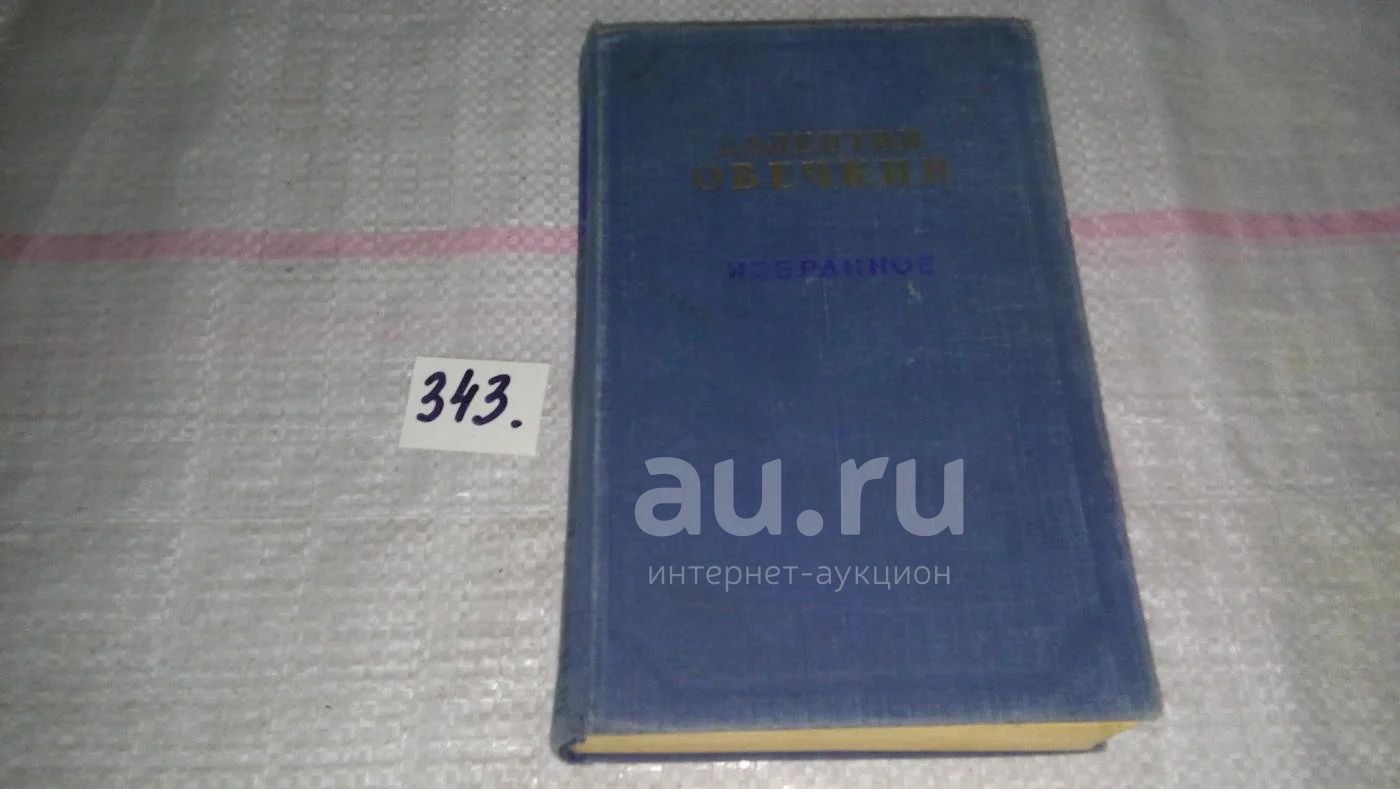 ВАЛЕНТИН
ОВЕЧКИН
ИЗБРАННОЕ
343.
au.ru
интернет-аукцион